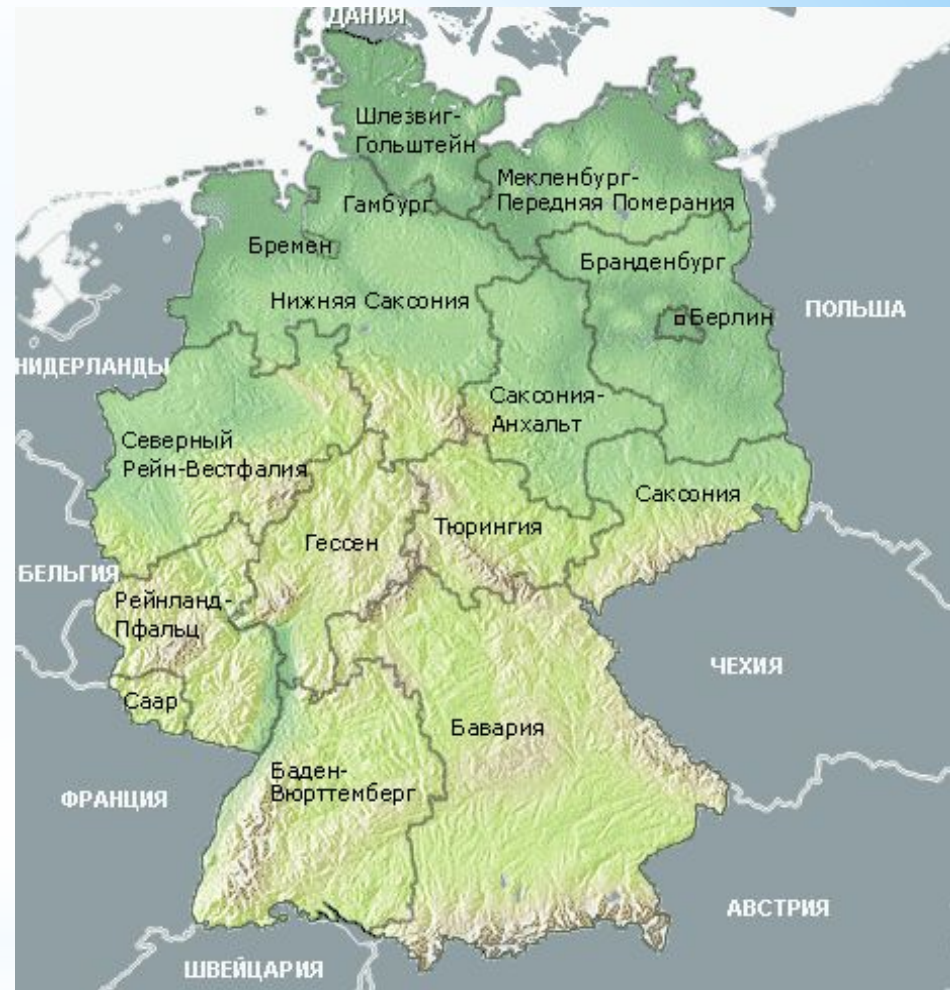 ДАНИЯ
Шлезвиг-
Гольштейн
Мекленбург-
Передняя Померания
Гамбург
Бремен
Бранденбург
Нижняя Саксония
Берлин
ПОЛЬША
НИДЕРЛАНДЫ
Саксония-
Анхальт
Северный
Рейн-Вестфалия
Саксония
Тюрингия
Гессен
БЕЛЬГИЯ
Рейнланд-
Пфальц
ЧЕХИЯ
Саар
Бавария
Баден-
Вюрттемберг
ФРАНЦИЯ
АВСТРИЯ
ШВЕЙЦАРИЯ